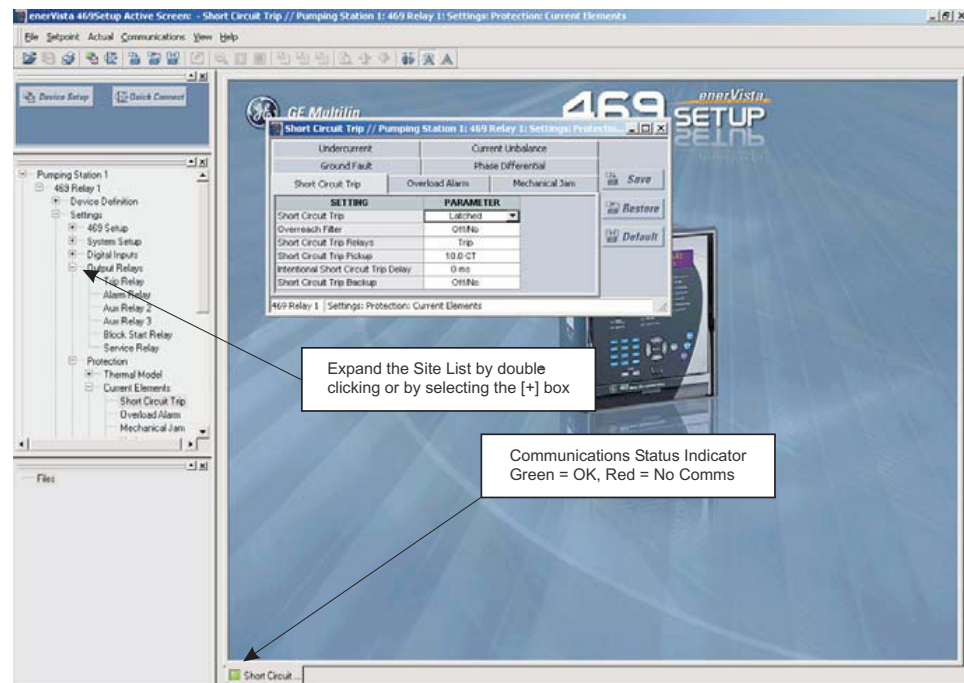 enerVista 469Setup Active Screen: - Short Circuit Trip // Pumping Station 1: 469 Relay 1: Settings: Protection: Current Elements
File Setpoint Actual Communications View Help
Device Setup
Quick Connect
Pumping Station 1
469 Relay 1
Device Definition
Settings
469 Setup
System Setup
Digital Inputs
Output Relays
Trip Relay
Alarm Relay
Aux Relay 2
Aux Relay 3
Block Start Relay
Service Relay
Protection
Thermal Model
Current Elements
Short Circuit Trip
Overload Alarm
Mechanical Jam
Files
GE Multilin
469
enerVista
SETUP
Short Circuit Trip // Pumping Station 1: 469 Relay 1: Settings: Protectio...
Undercurrent Current Unbalance
Ground Fault Phase Differential
Short Circuit Trip Overload Alarm Mechanical Jam
SETTING PARAMETER
Short Circuit Trip Latched
Overreach Filter Off/No
Short Circuit Trip Relays Trip
Short Circuit Trip Pickup 10.0 CT
Intentional Short Circuit Trip Delay 0 ms
Short Circuit Trip Backup Off/No
Save
Restore
Default
469 Relay 1 Settings: Protection: Current Elements
Expand the Site List by double
clicking or by selecting the [+] box
Communications Status Indicator
Green = OK, Red = No Comms
Short Circuit ...